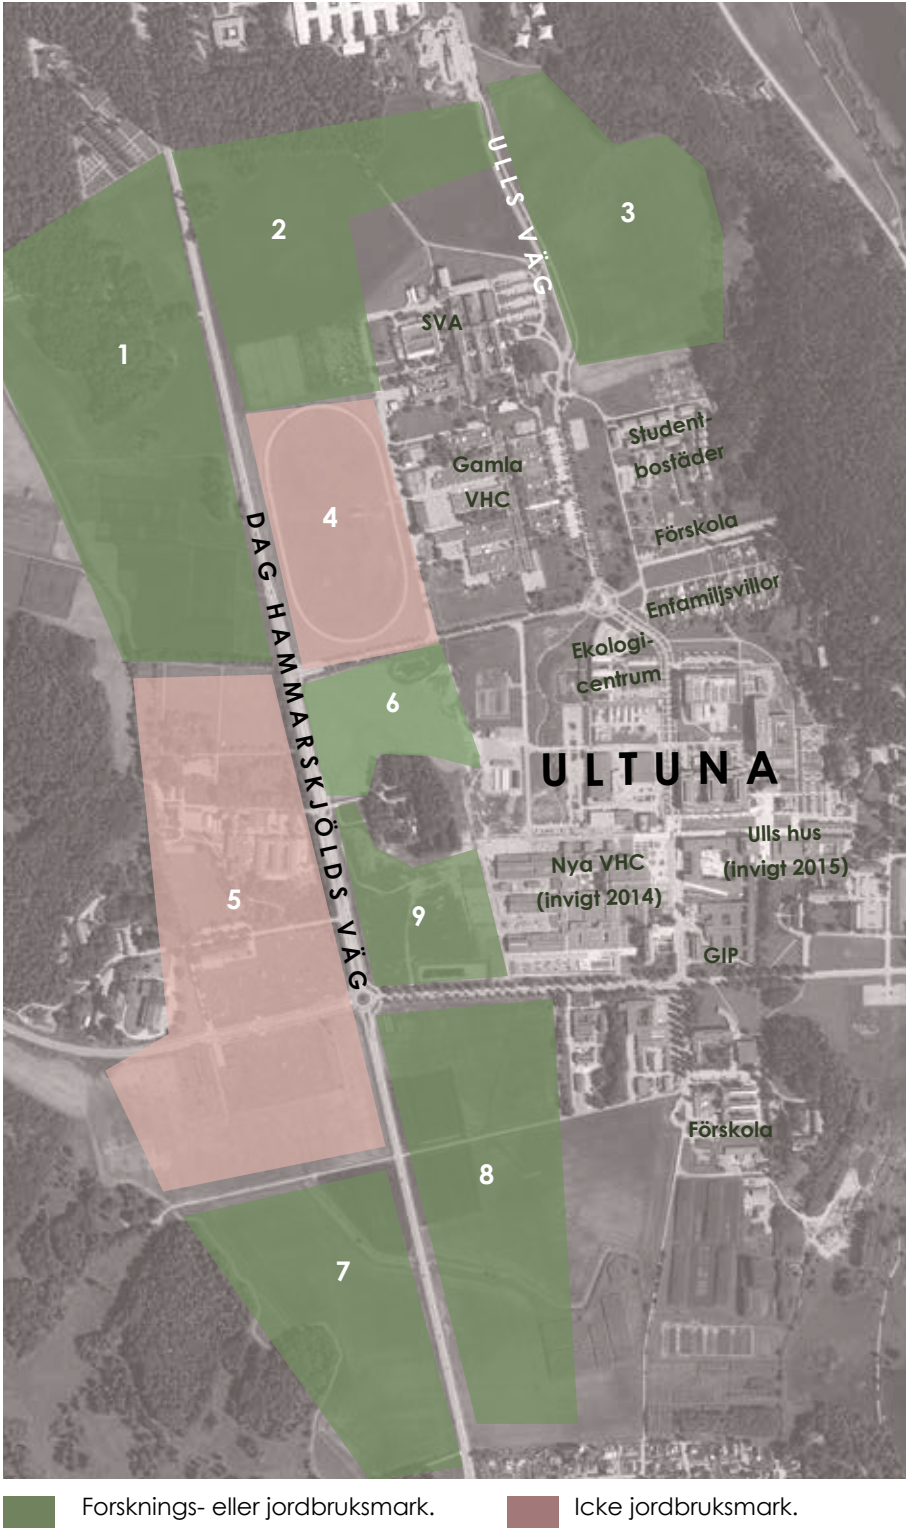 ULLS VÄG
2
3
SVA
1
Student-
bostäder
Gamla
VHC
4
DAG HAMMARSKJÖLDS VÄG
Förskola
Enfamiljsvillor
Ekologi-
centrum
6
ULTUNA
Ulls hus
(invigt 2015)
Nya VHC
(invigt 2014)
5
9
GIP
Förskola
8
7
Forsknings- eller jordbruksmark.
Icke jordbruksmark.